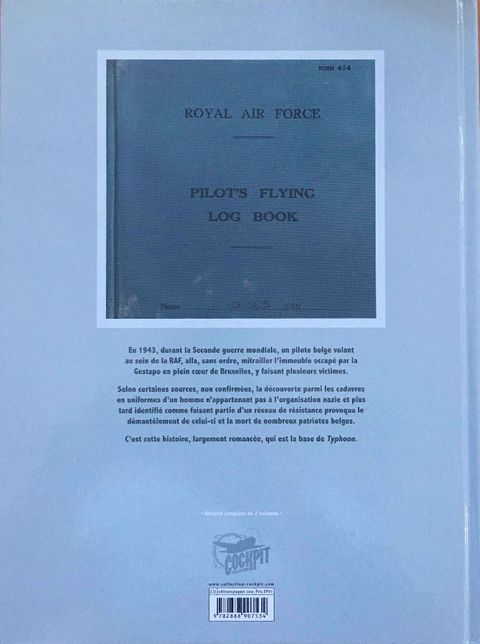 FORM 414
ROYAL AIR FORCE
PILOT'S FLYING
LOG BOOK
Name
En 1943, durant la Seconde guerre mondiale, un pilote belge volant
au sein de la RAF, alla, sans ordre, mitrailler l'immeuble occupé par la
Gestapo en plein cœur de Bruxelles, y faisant plusieurs victimes.
Selon certaines sources, non confirmées, la découverte parmi les cadavres
en uniformes d'un homme n'appartenant pas à l'organisation nazie et plus
tard identifié comme faisant partie d'un réseau de résistance provoqua le
démantèlement de celui-ci et la mort de nombreux patriotes belges.
C'est cette histoire, largement romancée, qui est la base de Typhoon.
- Histoire complète en 2 volumes -
COCKPIT
www.collection-cockpit.com
9782888907534